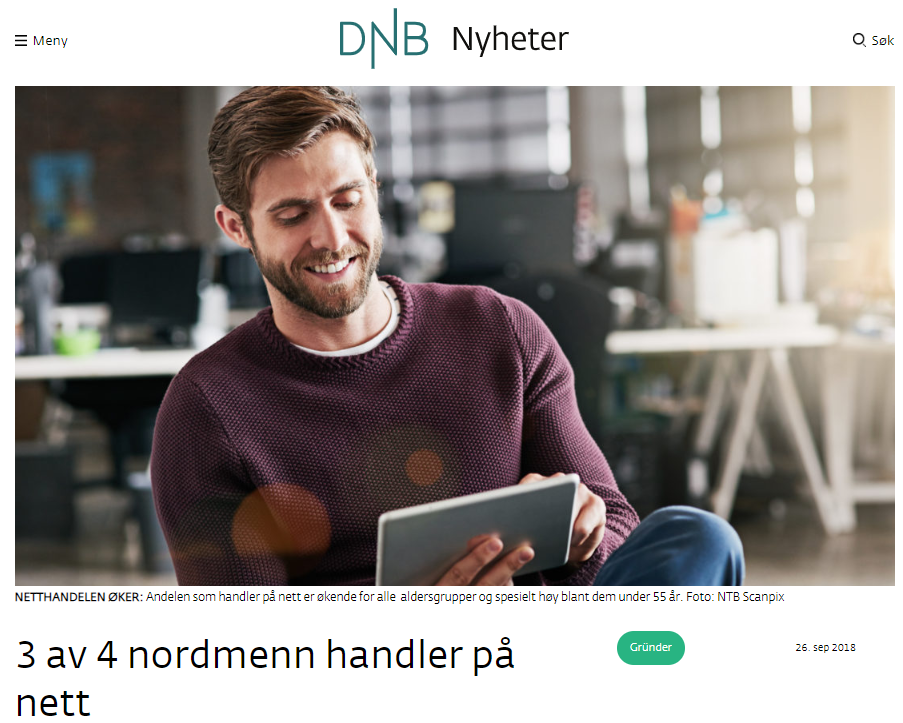 Meny
DNB Nyheter
Søk
NETTHANDELEN ØKER: Andelen som handler på nett er økende for alle aldersgrupper og spesielt høy blant dem under 55 år. Foto: NTB Scanpix
3 av 4 nordmenn handler på
nett
Gründer
26. sep 2018